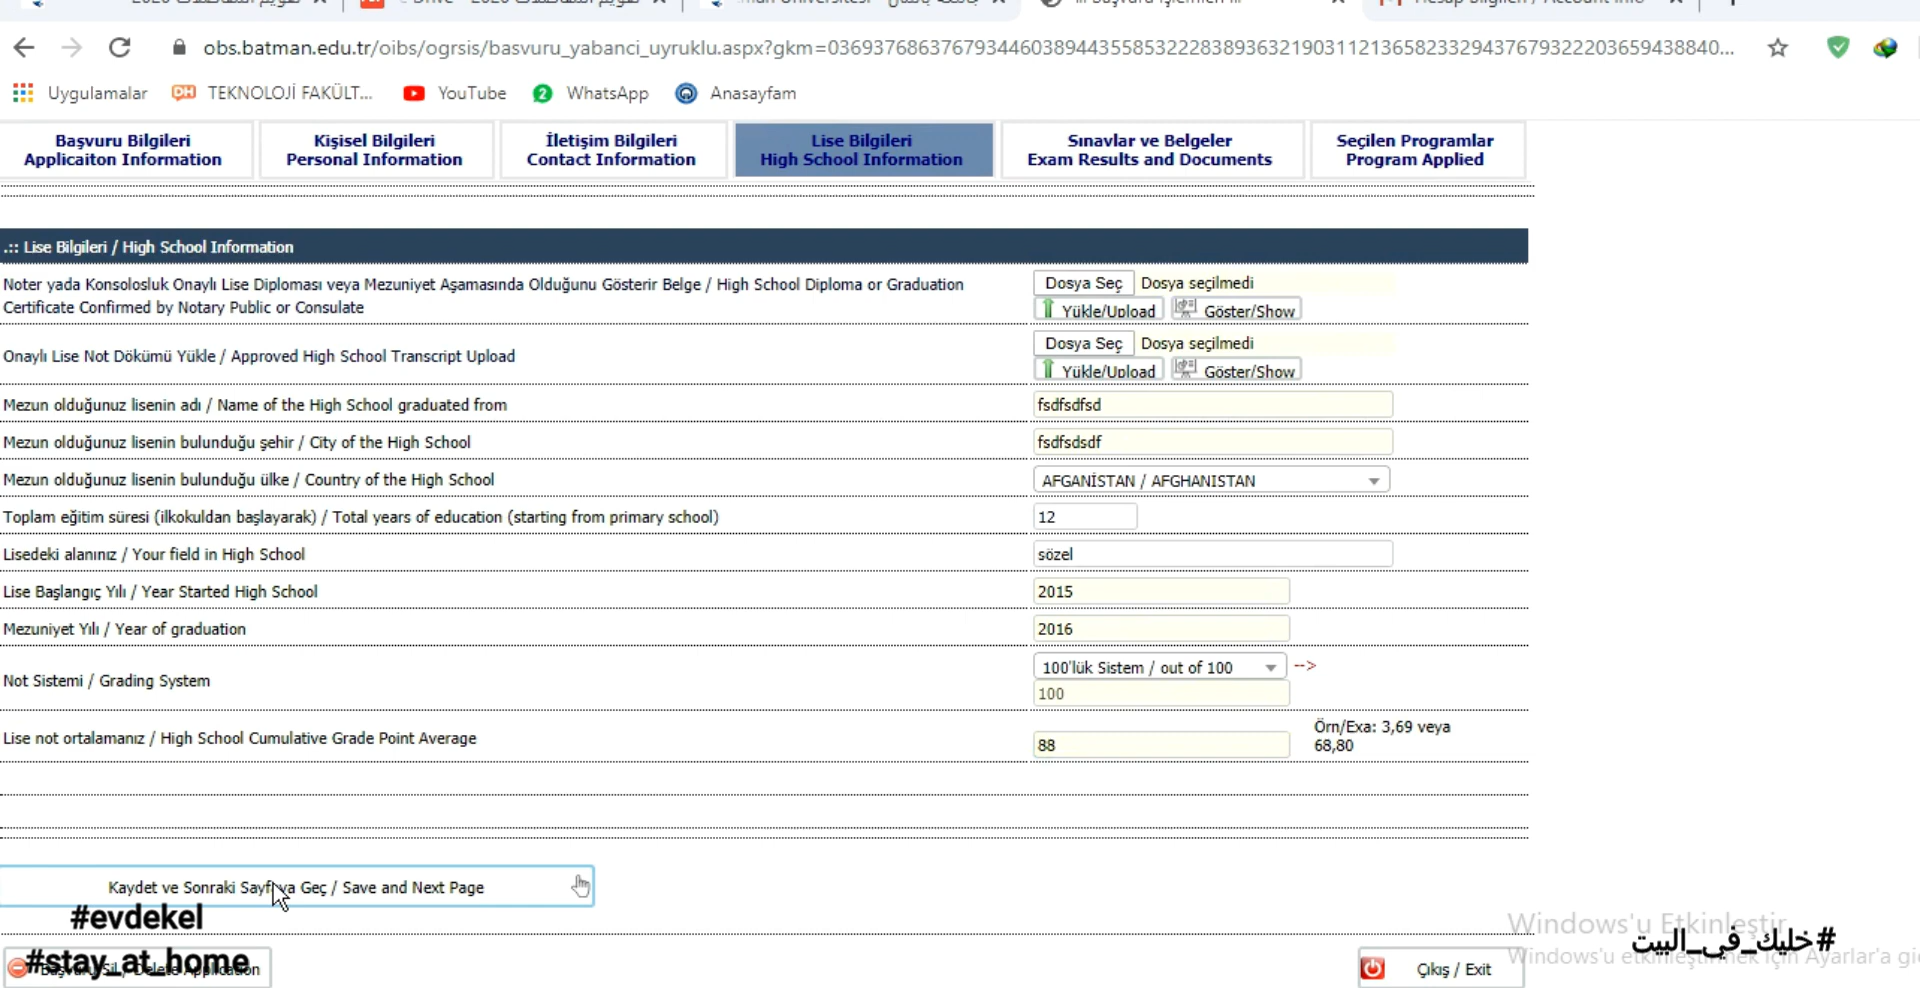 obs.batman.edu.tr/oibs/ogrsis/basvuru_yabanci_uyruklu.aspx?gkm=
Uygulamalar TEKNOLOJİ FAKÜLT... YouTube WhatsApp Anasayfam
Başvuru Bilgileri
Applicaiton Information
Kişisel Bilgileri
Personal Information
İletişim Bilgileri
Contact Information
Lise Bilgileri
High School Information
Sınavlar ve Belgeler
Exam Results and Documents
Seçilen Programlar
Program Applied
.:: Lise Bilgileri / High School Information
Noter yada Konsolosluk Onaylı Lise Diploması veya Mezuniyet Aşamasında Olduğunu Gösterir Belge / High School Diploma or Graduation
Certificate Confirmed by Notary Public or Consulate
Dosya Seç Dosya seçilmedi
Yükle/Upload Göster/Show
Onaylı Lise Not Dökümü Yükle / Approved High School Transcript Upload
Dosya Seç Dosya seçilmedi
Yükle/Upload Göster/Show
Mezun olduğunuz lisenin adı / Name of the High School graduated from fsdfsdfsd
Mezun olduğunuz lisenin bulunduğu şehir / City of the High School fsdfsdsdf
Mezun olduğunuz lisenin bulunduğu ülke / Country of the High School AFGANİSTAN / AFGHANISTAN
Toplam eğitim süresi (ilkokuldan başlayarak) / Total years of education (starting from primary school) 12
Lisedeki alanınız / Your field in High School sözel
Lise Başlangıç Yılı / Year Started High School 2015
Mezuniyet Yılı / Year of graduation 2016
Not Sistemi / Grading System 100'lük Sistem / out of 100 -->
100
Lise not ortalamanız / High School Cumulative Grade Point Average 88 Örn/Exa: 3,69 veya
68,80
Kaydet ve Sonraki Sayfaya Geç / Save and Next Page
#evdekel
#stay_at_home
Başvuru Sil / Delete Application
Çıkış / Exit
Windows'u Etkinleştir
Windows'u etkinleştirmek için Ayarlar'a
#خليك_في_البيت